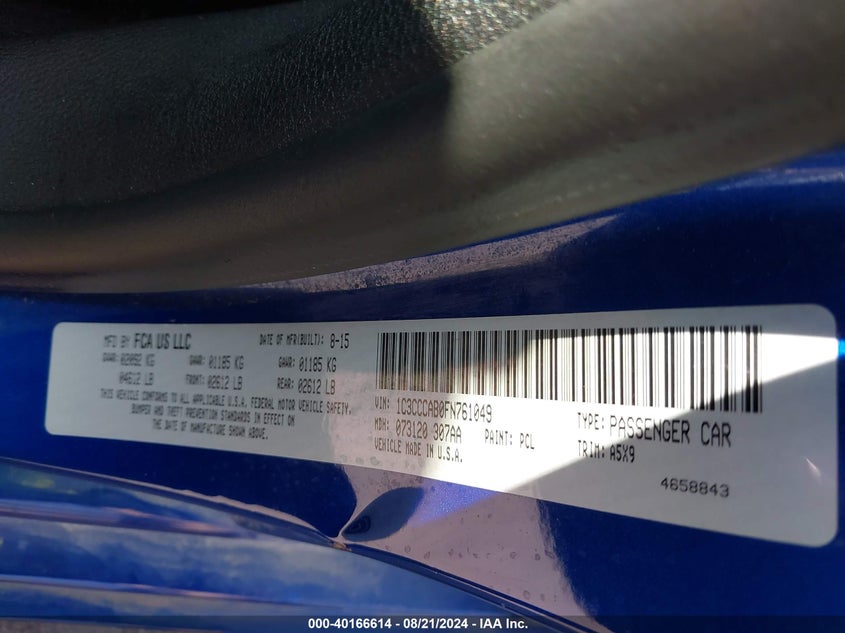 MFD BY FCA US LLC DATE OF MFR(BUILT): 8-15
GVWR: 02092 KG GAWR: 01185 KG GAWR: 01185 KG
04612 LB FRONT: 02612 LB REAR: 02612 LB
THIS VEHICLE CONFORMS TO ALL APPLICABLE U.S.A. FEDERAL MOTOR VEHICLE SAFETY,
BUMPER AND THEFT PREVENTION STANDARDS IN EFFECT ON
THE DATE OF MANUFACTURE SHOWN ABOVE.
VIN: 1C3CCCAB0FN761049 TYPE: PASSENGER CAR
MDH: 073120 307AA PAINT: PCL TRIM: A5X9
VEHICLE MADE IN U.S.A.
4658843
000-40166614 - 08/21/2024 - IAA Inc.